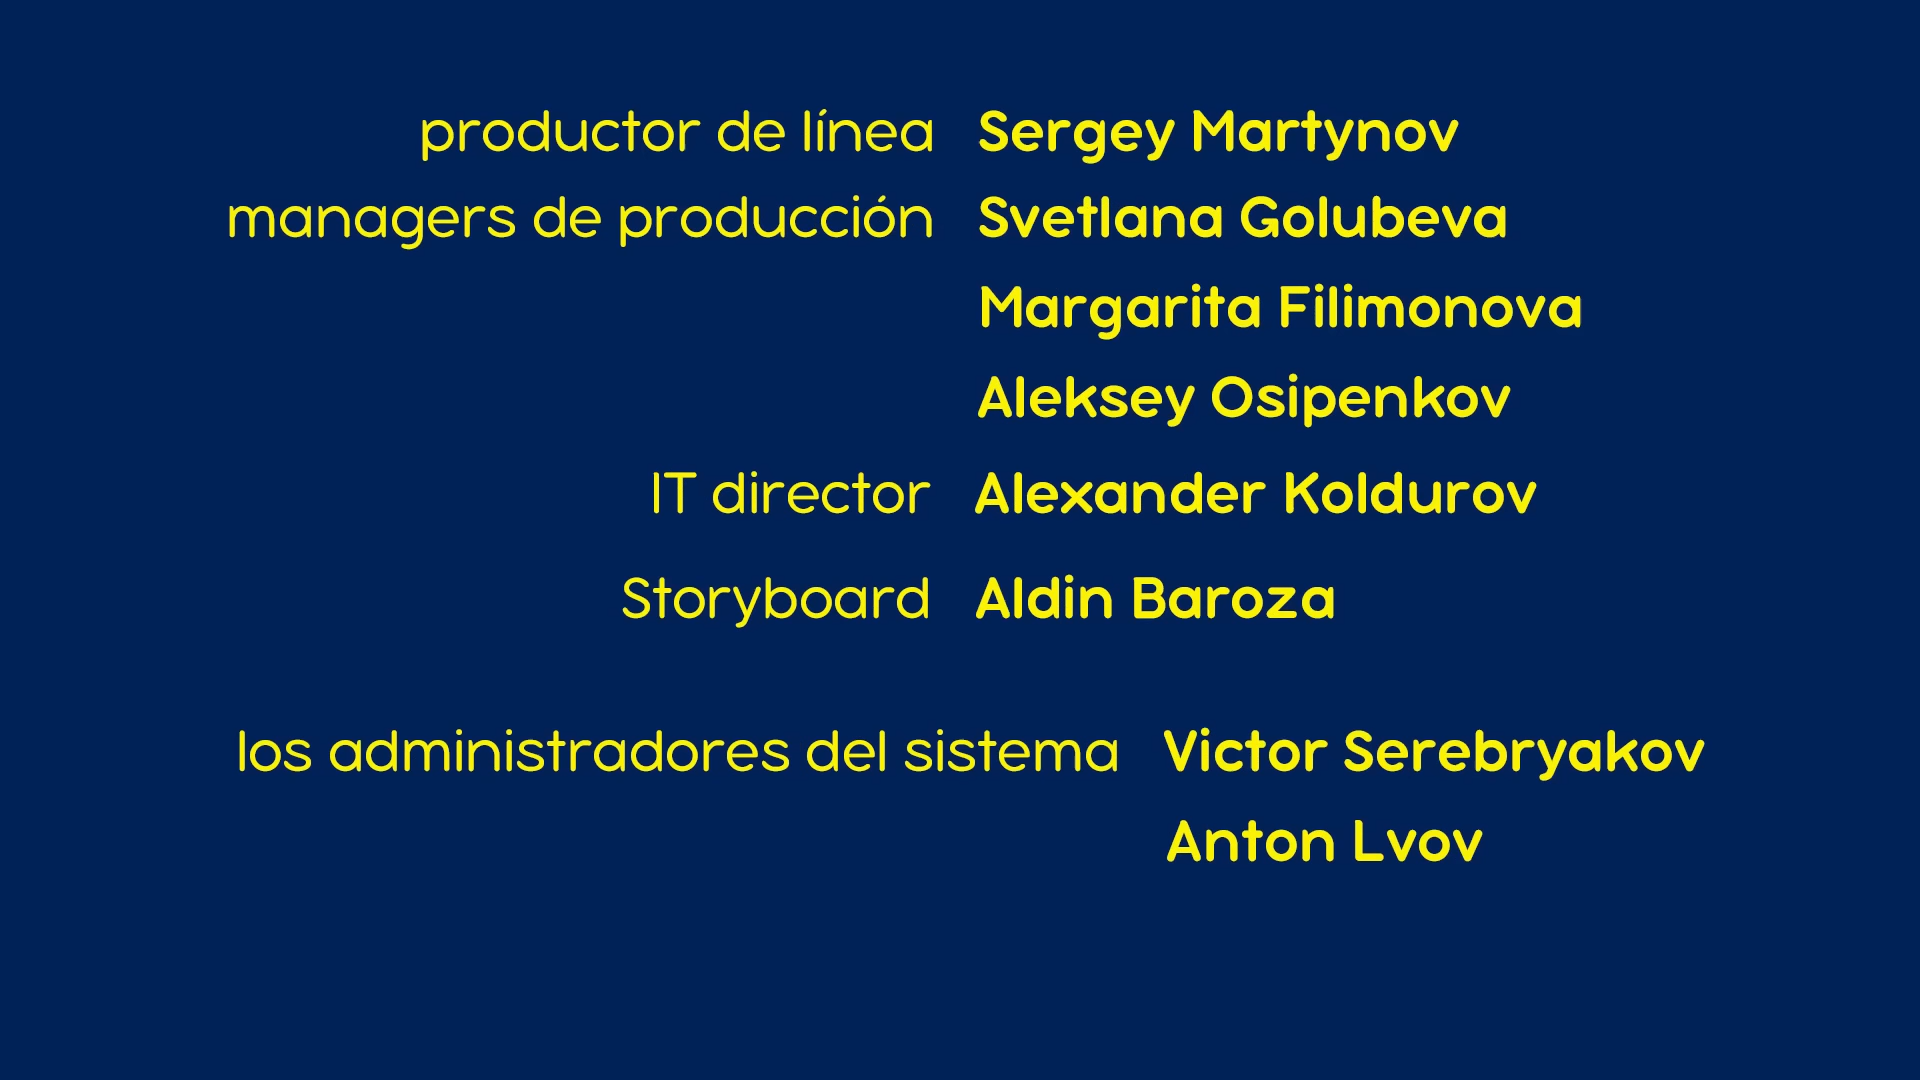 productor de línea Sergey Martynov
managers de producción Svetlana Golubeva
Margarita Filimonova
Aleksey Osipenkov
IT director Alexander Koldurov
Storyboard Aldin Baroza
los administradores del sistema Victor Serebryakov
Anton Lvov